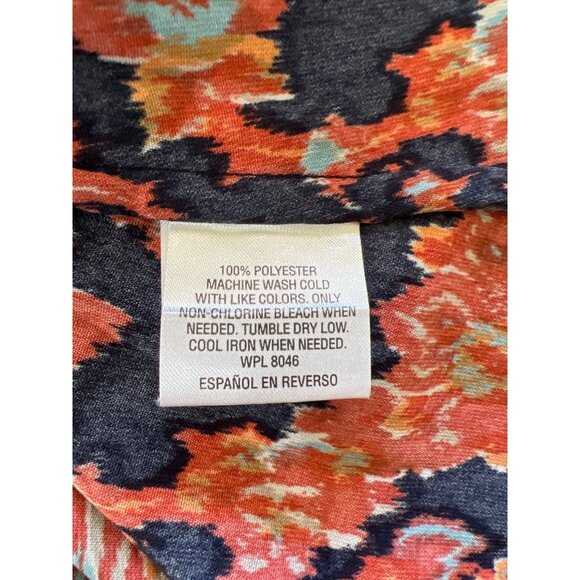 100% POLYESTER
MACHINE WASH COLD
WITH LIKE COLORS. ONLY
NON-CHLORINE BLEACH WHEN
NEEDED. TUMBLE DRY LOW.
COOL IRON WHEN NEEDED.
WPL 8046
ESPAÑOL EN REVERSO